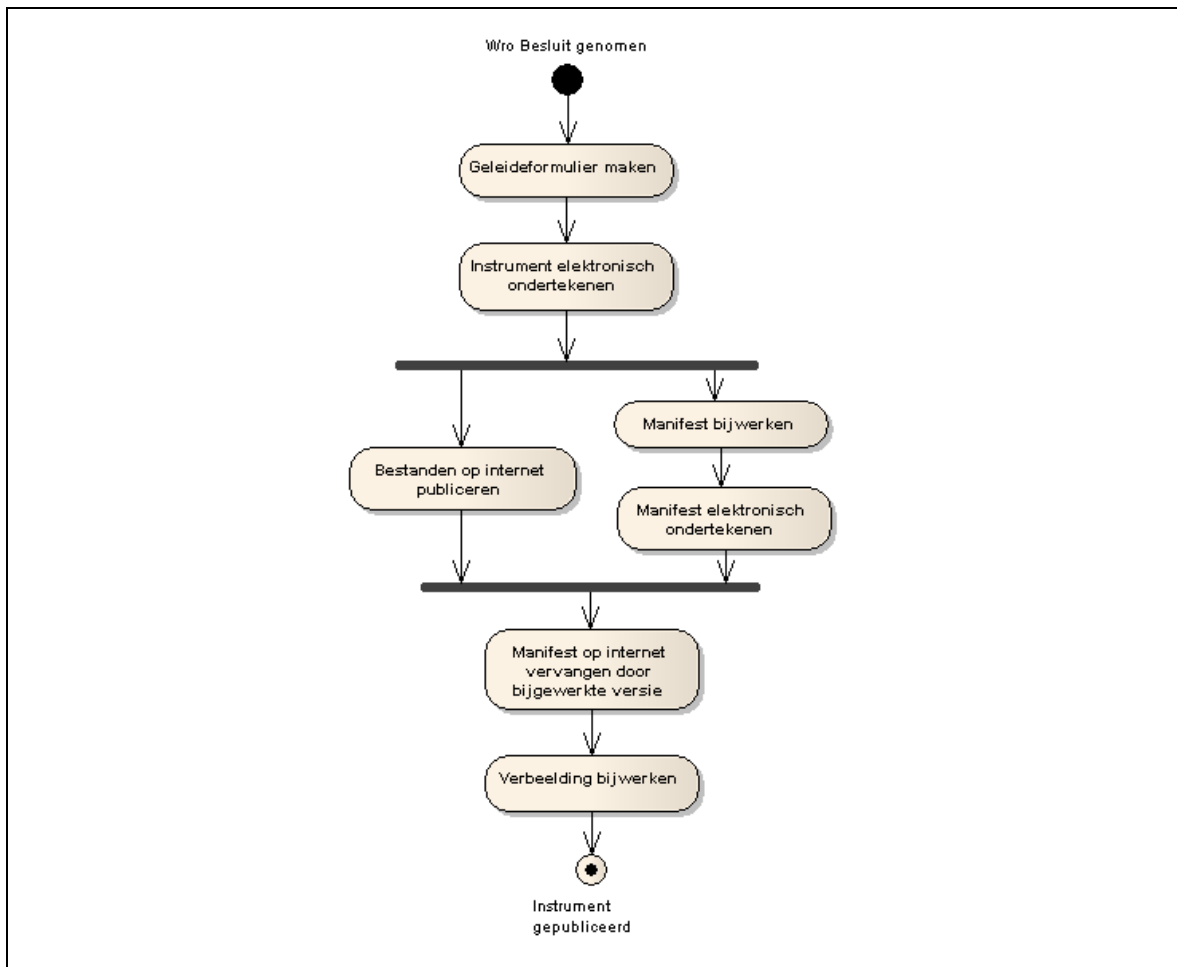 Wro Besluit genomen
Geleideformulier maken
Instrument elektronisch
ondertekenen
Bestanden op internet
publiceren
Manifest bijwerken
Manifest elektronisch
ondertekenen
Manifest op internet
vervangen door
bijgewerkte versie
Verbeelding bijwerken
Instrument
gepubliceerd